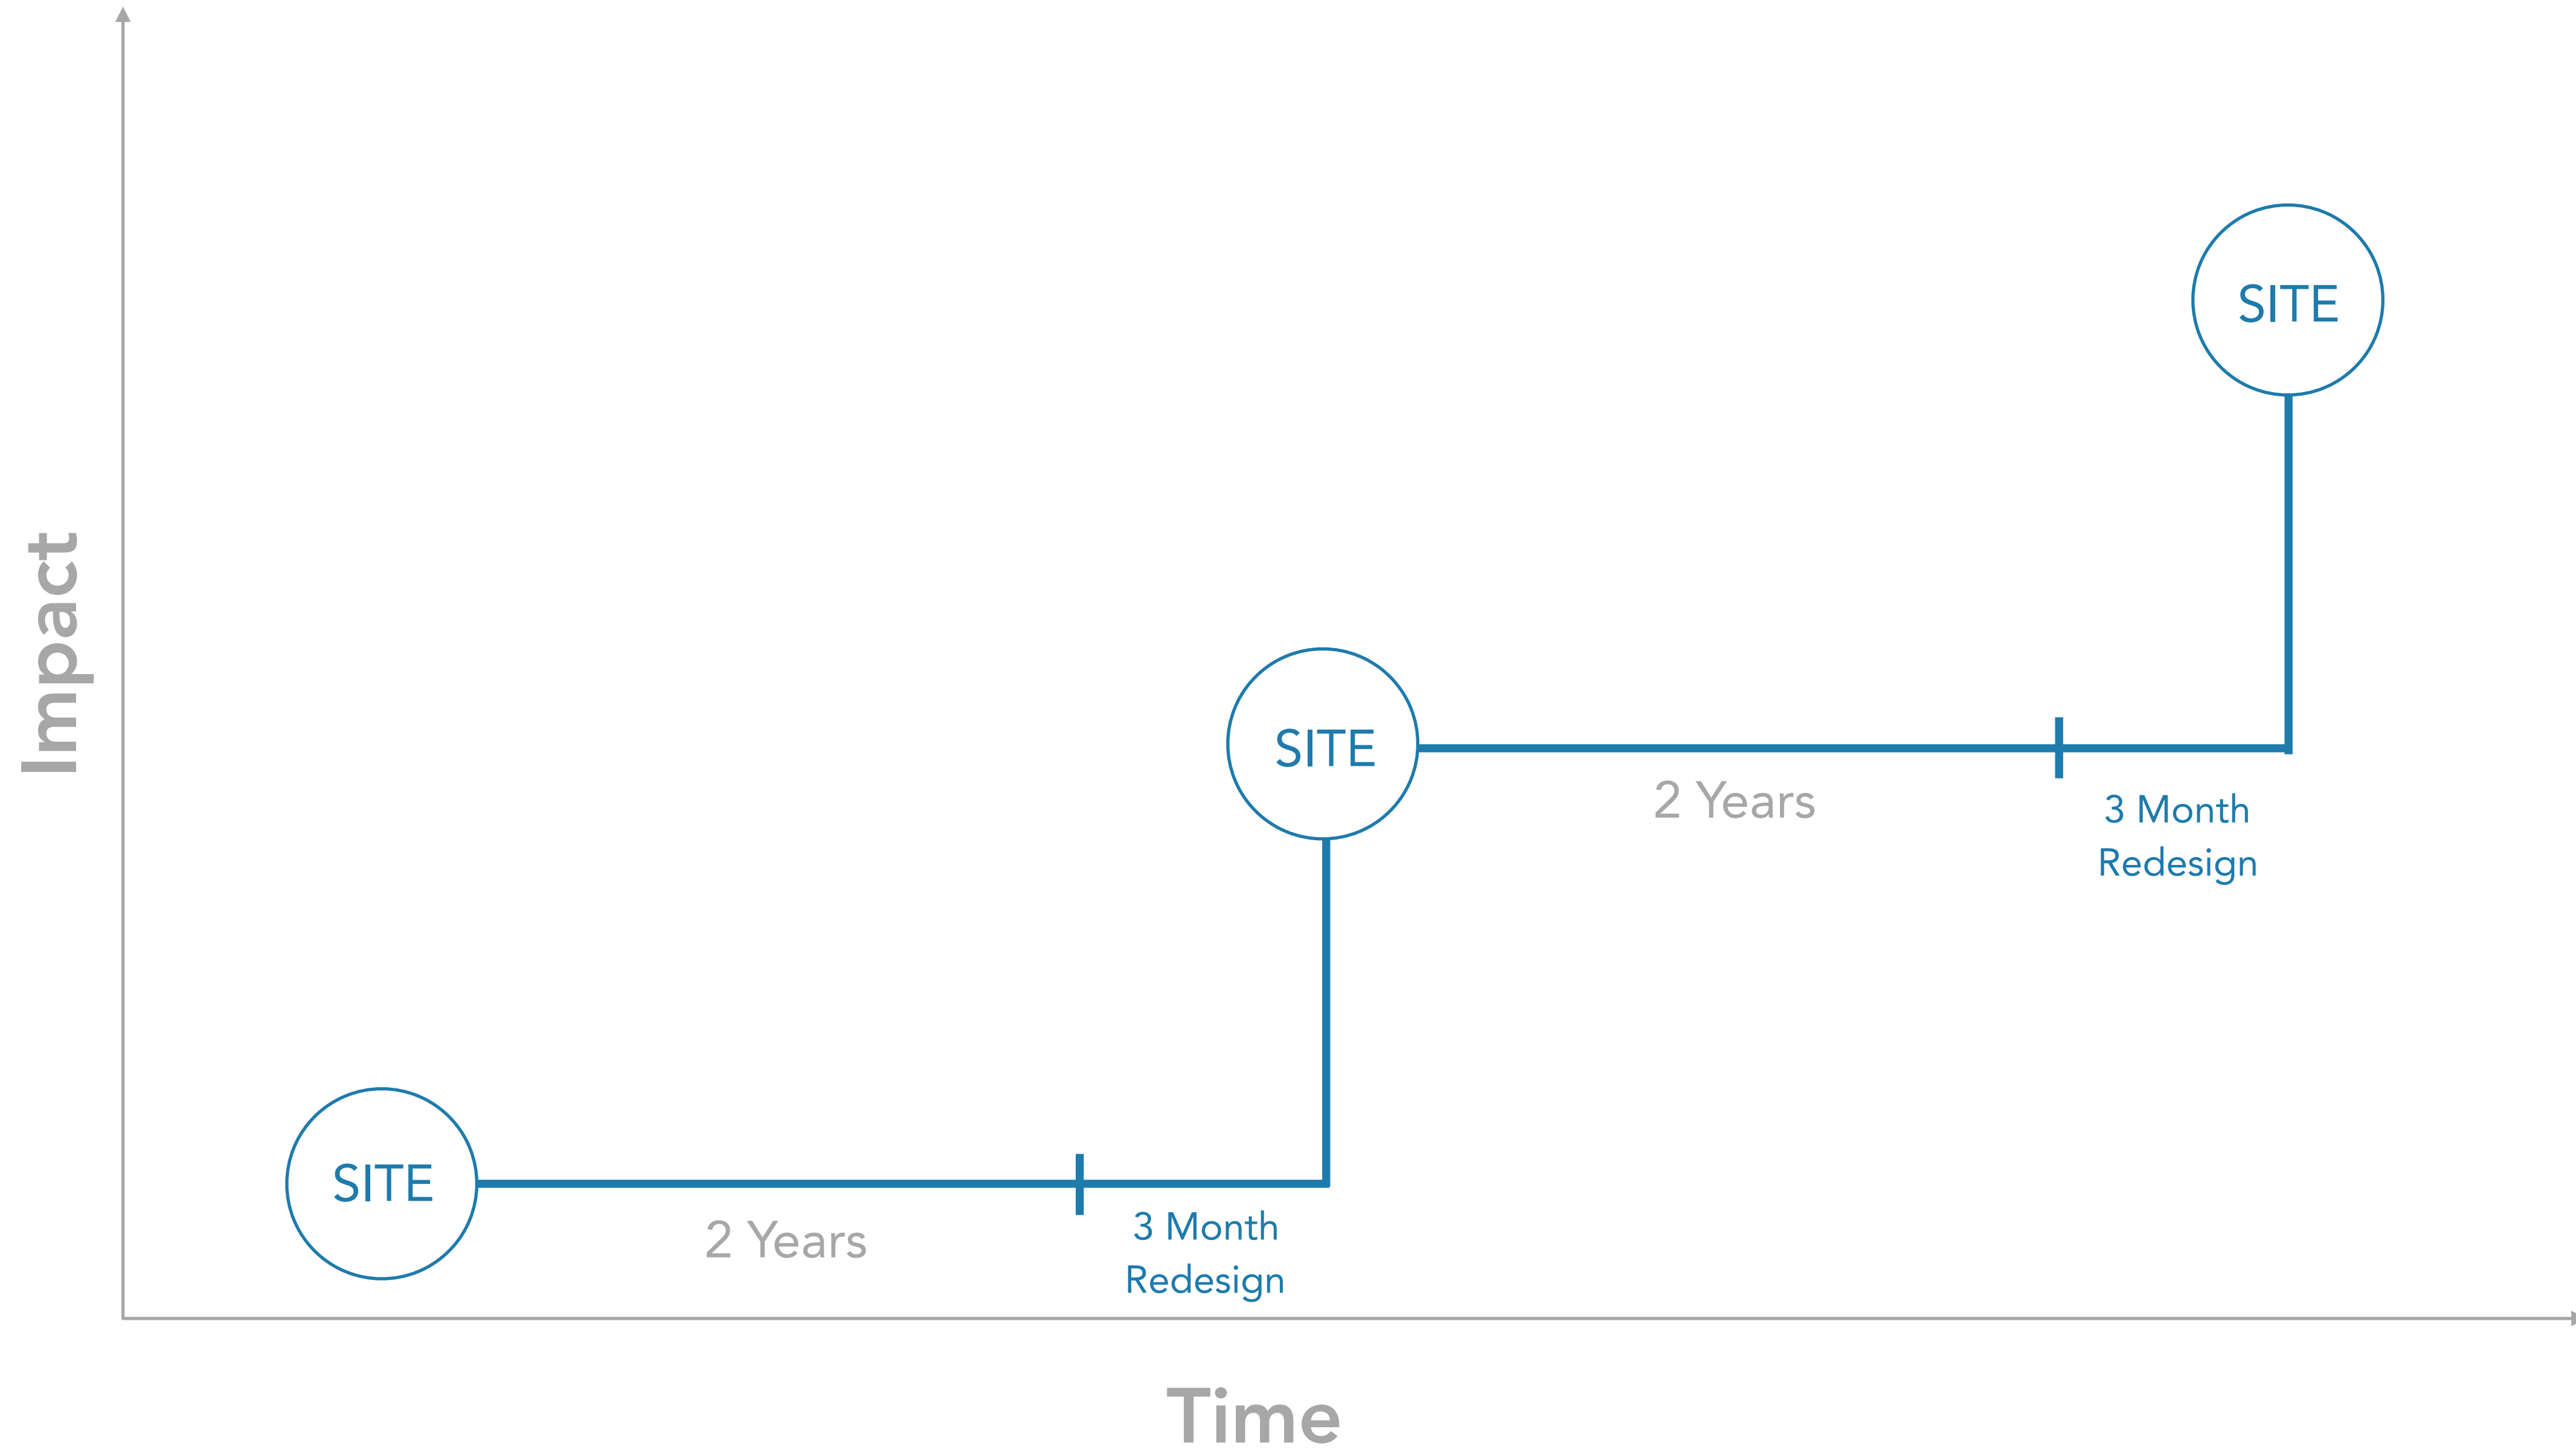 Impact
SITE
SITE
2 Years
3 Month
Redesign
SITE
2 Years
3 Month
Redesign
Time